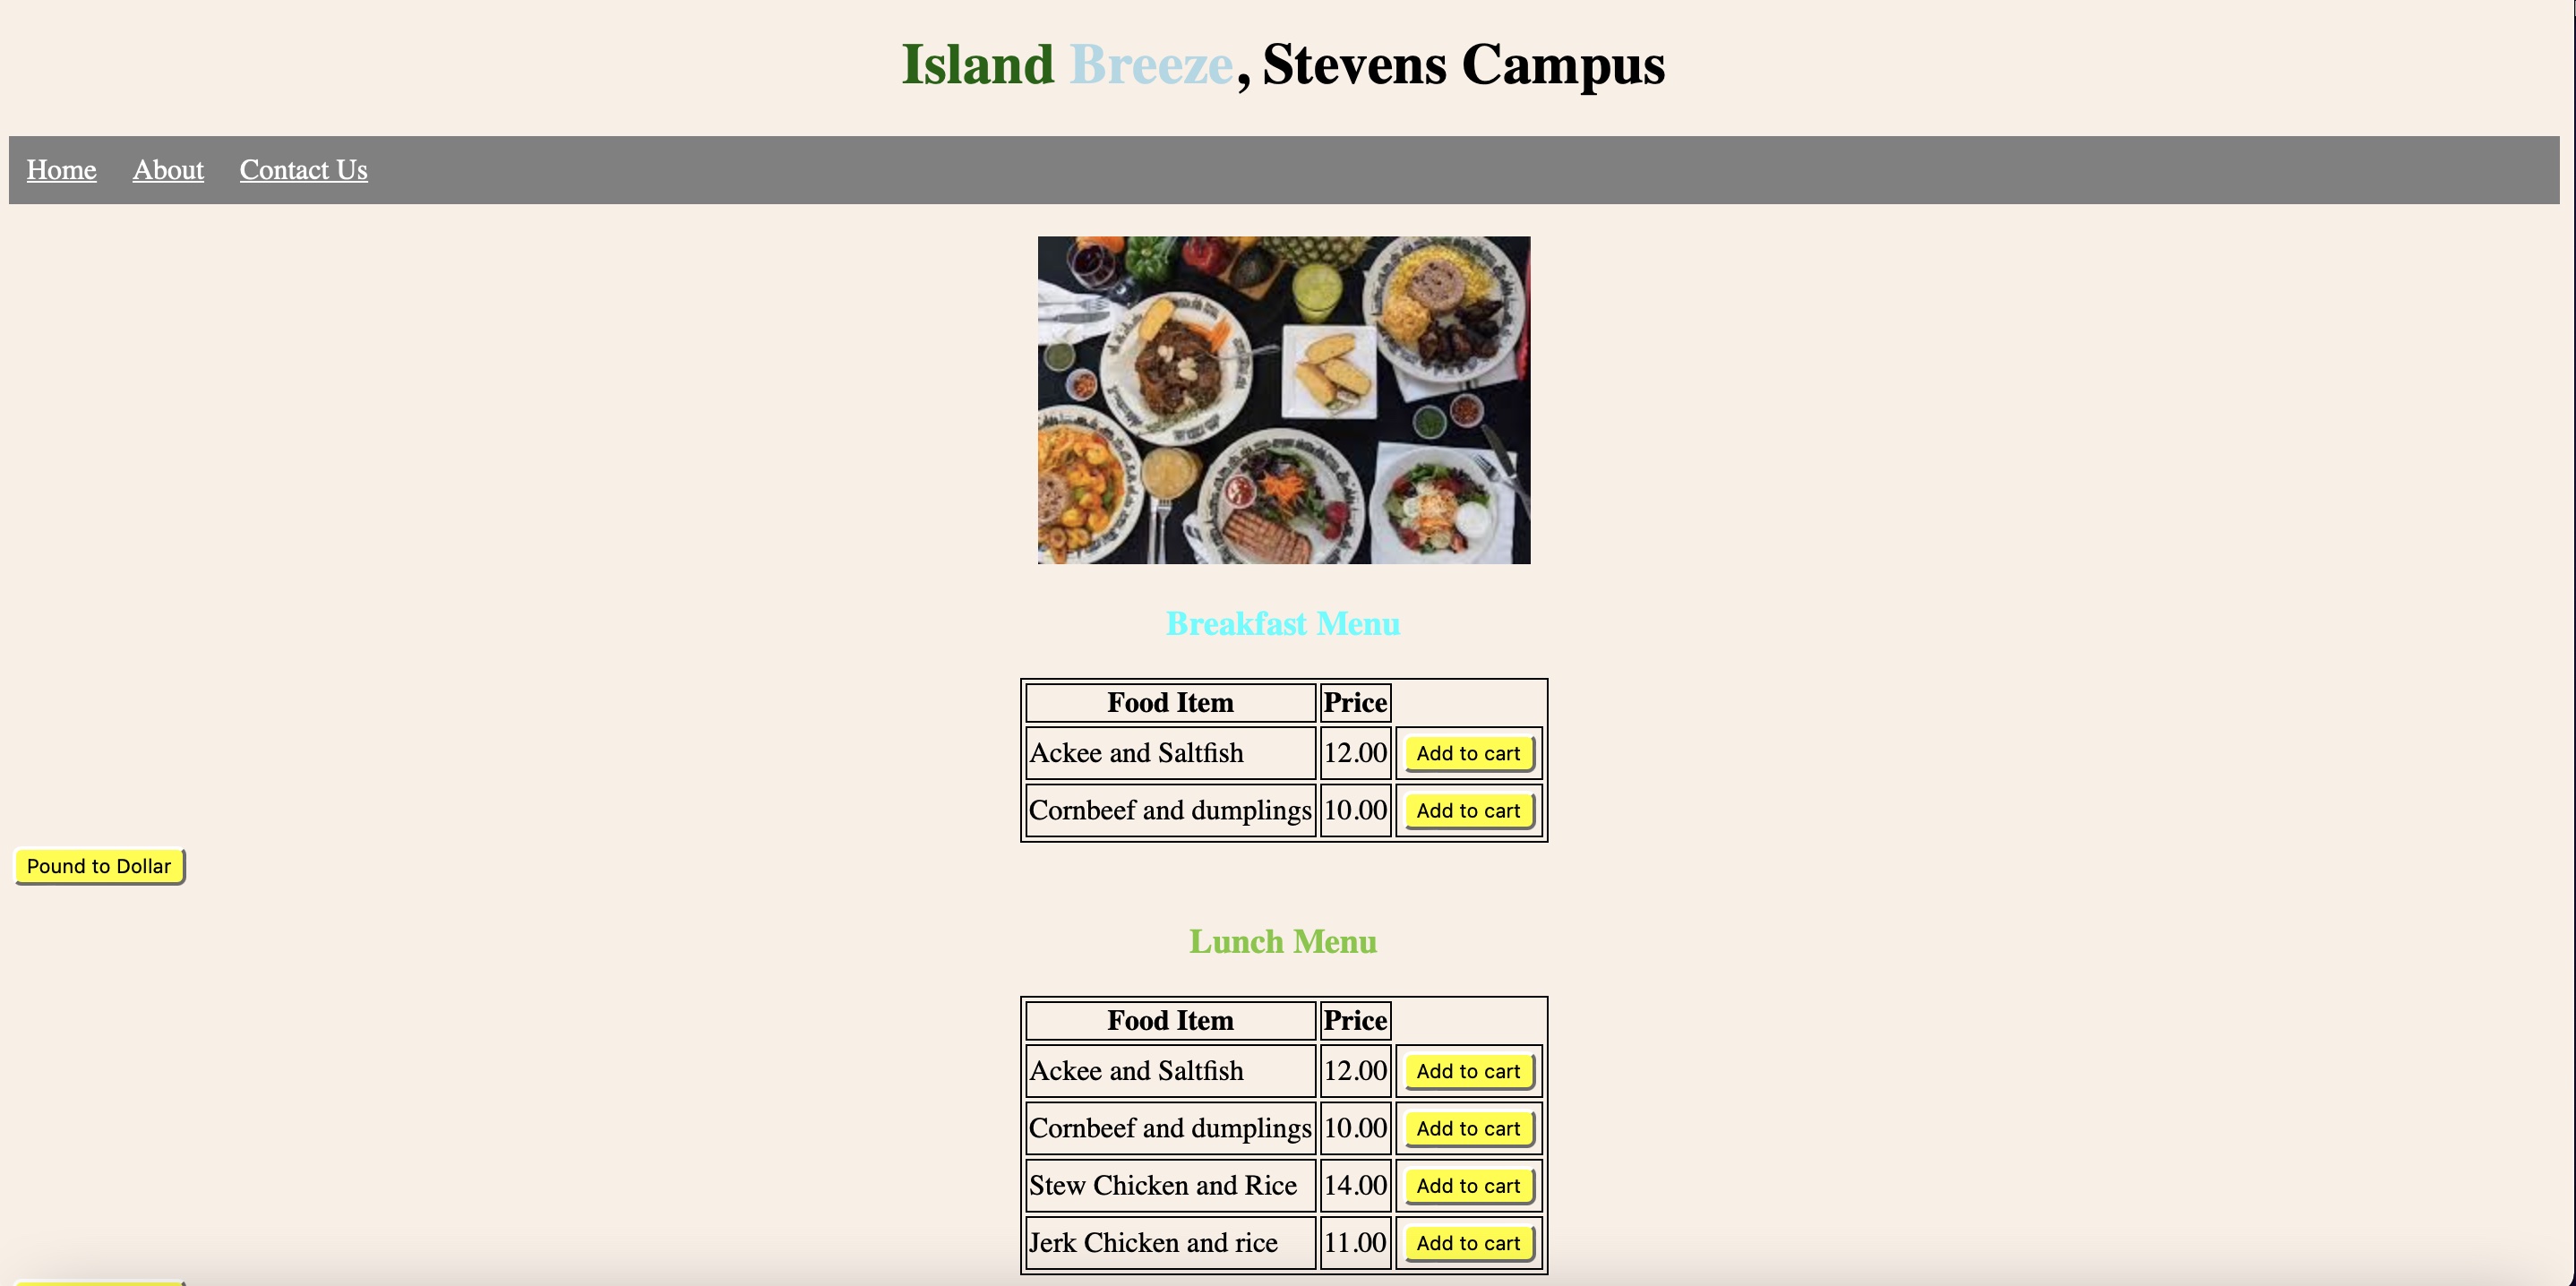 Island Breeze, Stevens Campus
Home About Contact Us
Breakfast Menu
Food Item Price
Ackee and Saltfish 12.00 Add to cart
Cornbeef and dumplings 10.00 Add to cart
Pound to Dollar
Lunch Menu
Food Item Price
Ackee and Saltfish 12.00 Add to cart
Cornbeef and dumplings 10.00 Add to cart
Stew Chicken and Rice 14.00 Add to cart
Jerk Chicken and rice 11.00 Add to cart